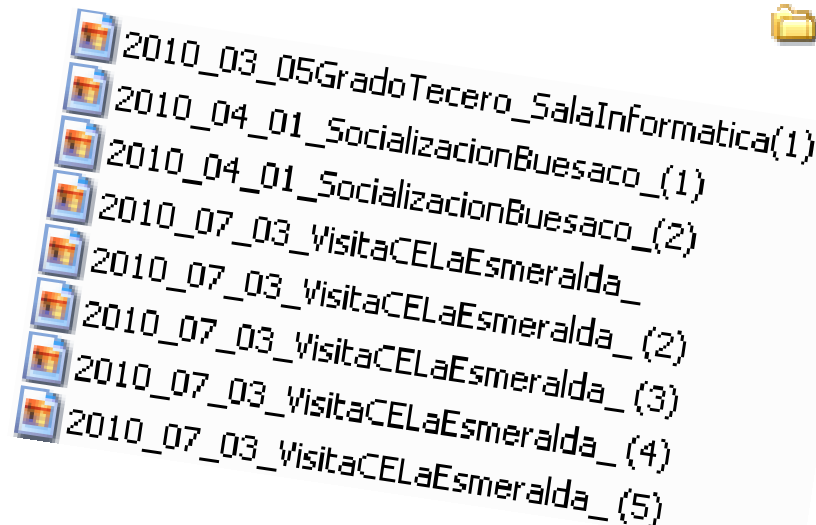 2010_03_05GradoTecero_SalaInformatica(1)
2010_04_01_SocializacionBuesaco_(1)
2010_04_01_SocializacionBuesaco_(2)
2010_07_03_VisitaCELaEsmeralda_
2010_07_03_VisitaCELaEsmeralda_ (2)
2010_07_03_VisitaCELaEsmeralda_ (3)
2010_07_03_VisitaCELaEsmeralda_ (4)
2010_07_03_VisitaCELaEsmeralda_ (5)